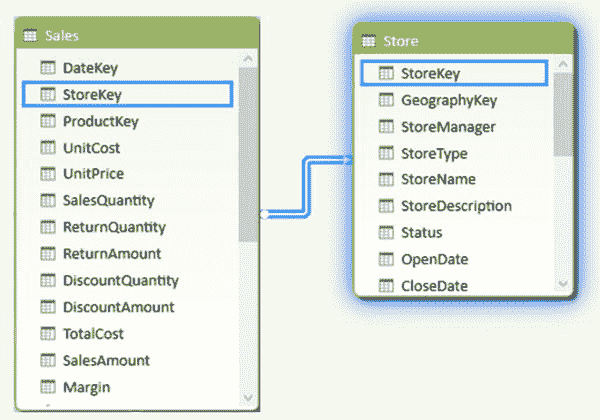 Sales
DateKey
StoreKey
ProductKey
UnitCost
UnitPrice
SalesQuantity
ReturnQuantity
ReturnAmount
DiscountQuantity
DiscountAmount
TotalCost
SalesAmount
Margin
Store
StoreKey
GeographyKey
StoreManager
StoreType
StoreName
StoreDescription
Status
OpenDate
CloseDate